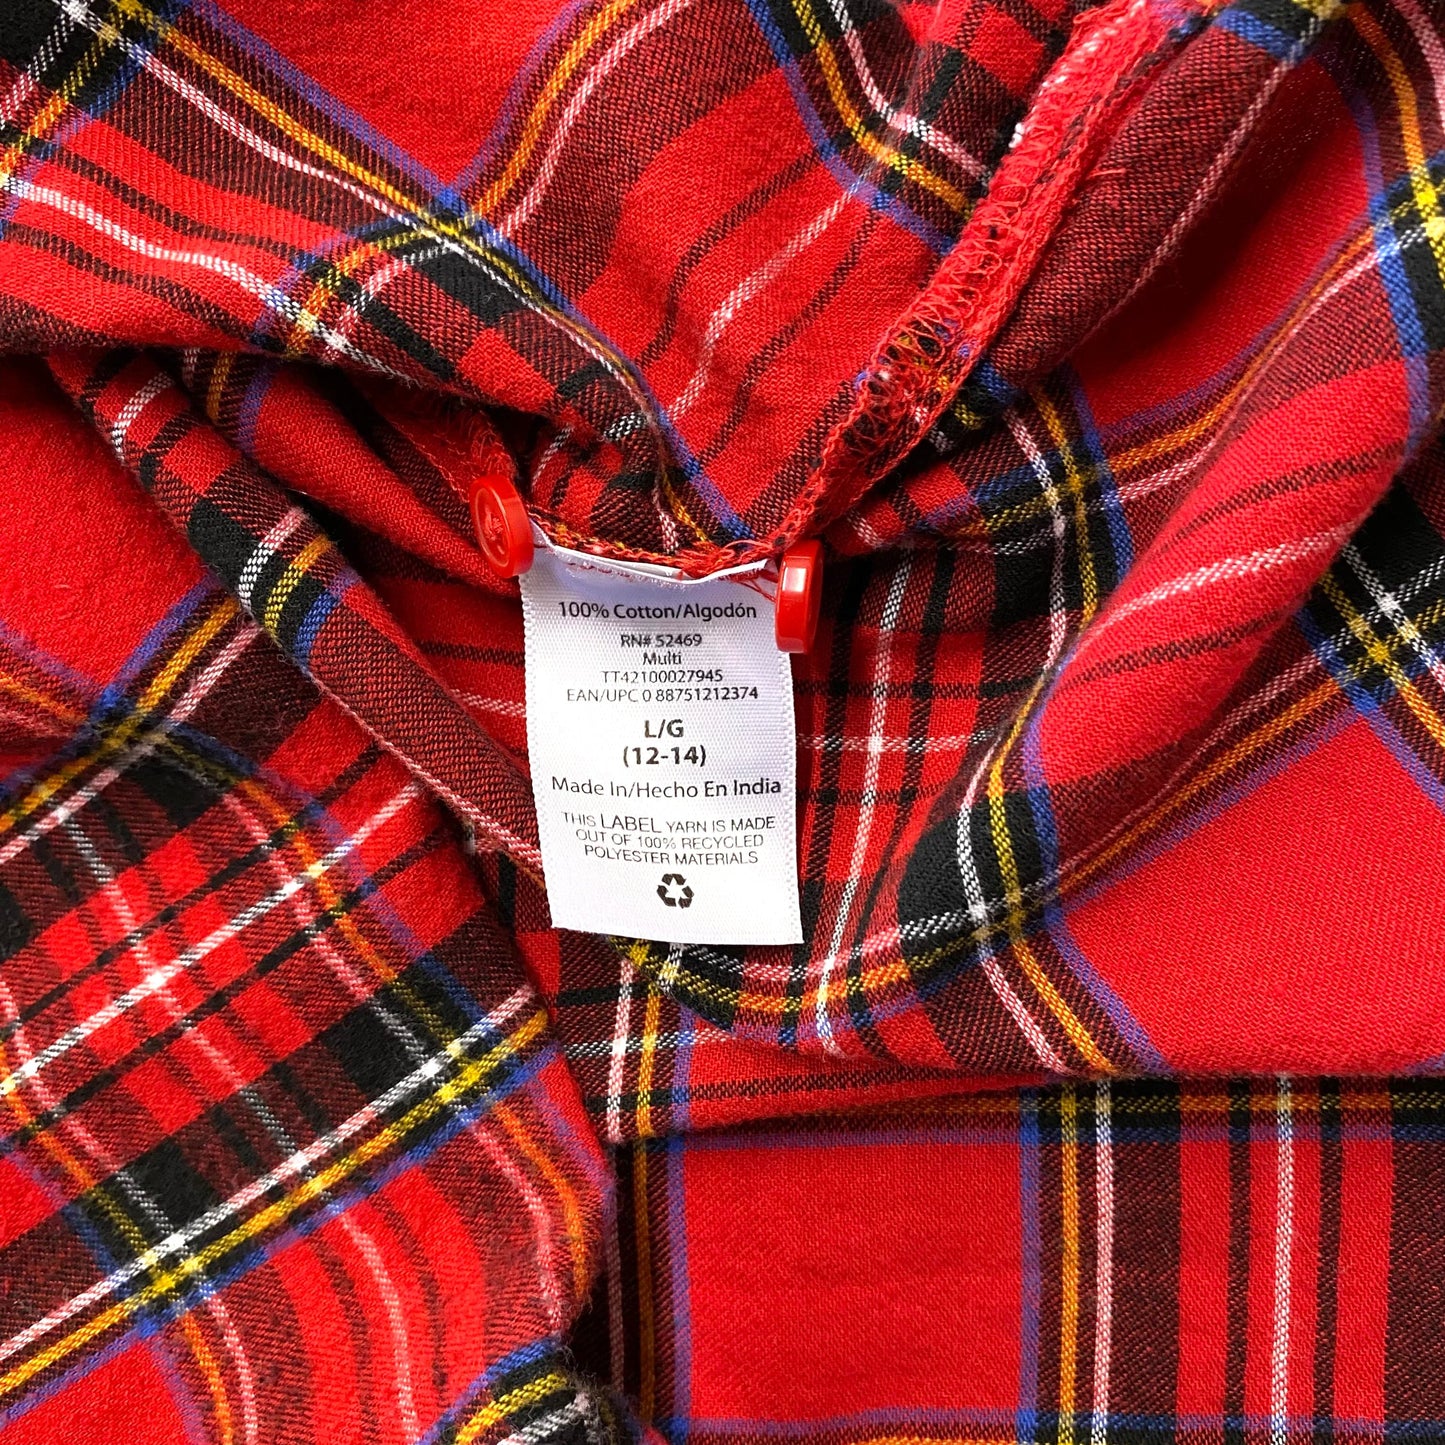 100% Cotton/Algodón
RN# 52469
Multi
TT42100027945
EAN/UPC 0 88751212374
L/G
(12-14)
Made In/Hecho En India
THIS LABEL YARN IS MADE
OUT OF 100% RECYCLED
POLYESTER MATERIALS